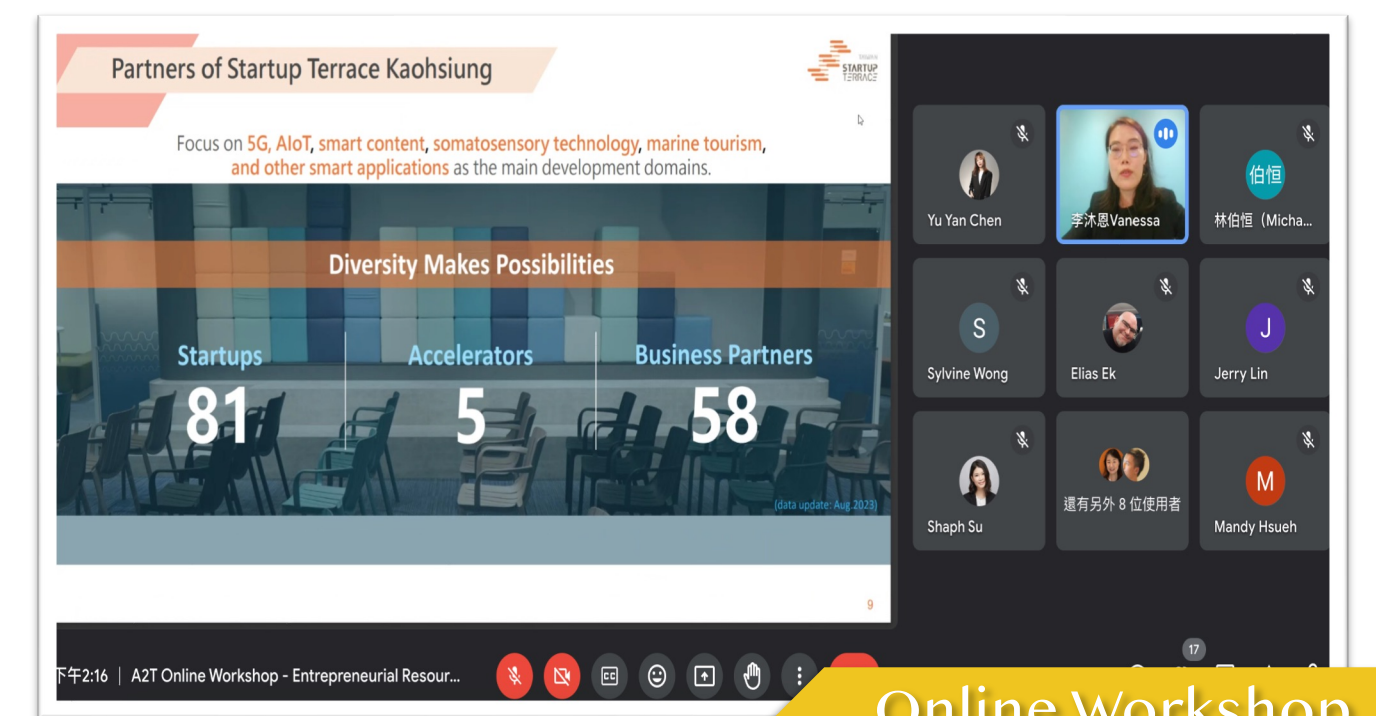 Partners of Startup Terrace Kaohsiung
STARTUP
TERRACE
Focus on 5G, AIoT, smart content, somatosensory technology, marine tourism,
and other smart applications as the main development domains.
Diversity Makes Possibilities
Startups
81
Accelerators
5
Business Partners
58
(data update: Aug.2023)
9
Yu Yan Chen
李沐恩Vanessa
伯恒
林伯恒（Micha...
S
Sylvine Wong
Elias Ek
J
Jerry Lin
Shaph Su
還有另外 8 位使用者
M
Mandy Hsueh
17
下午2:16 | A2T Online Workshop - Entrepreneurial Resour...
CC
Online Workshop